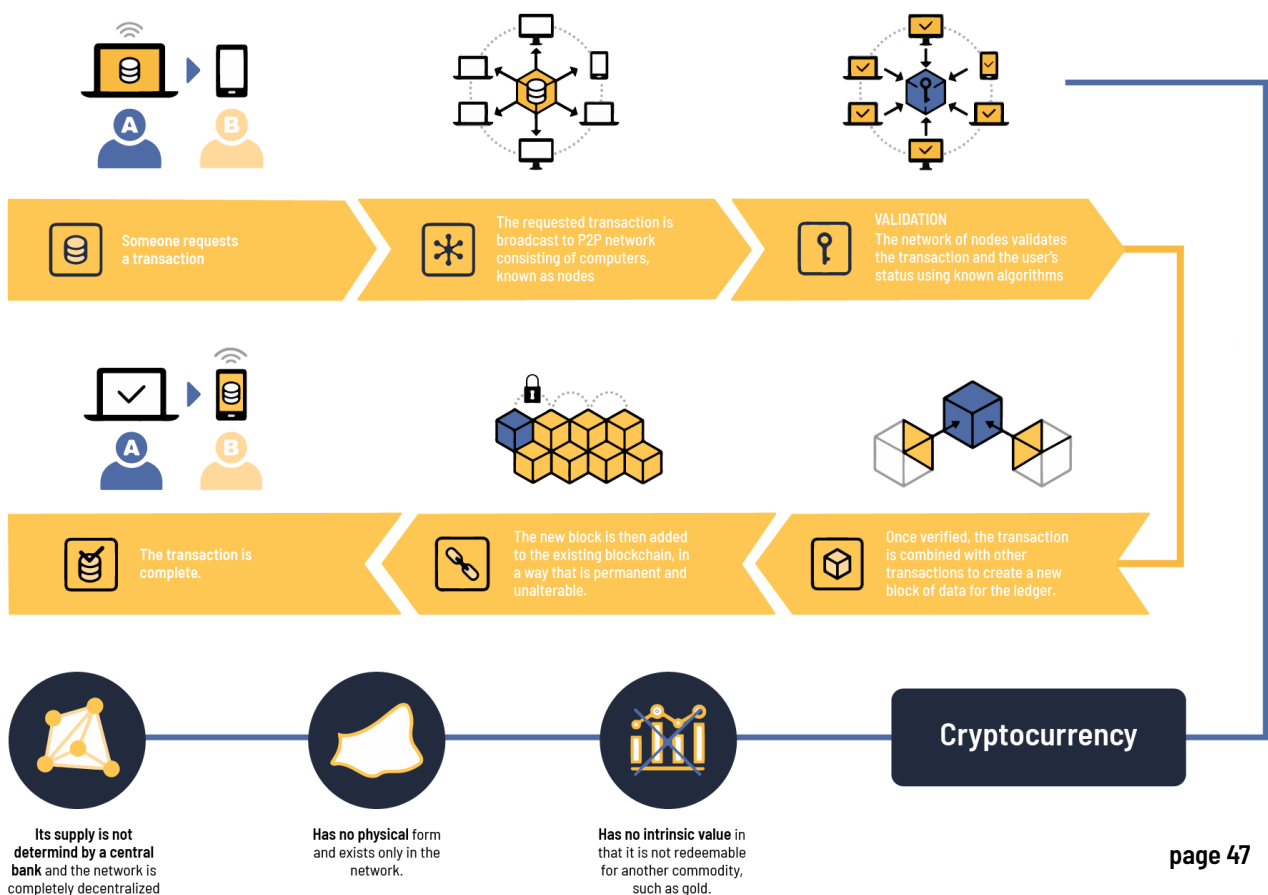 A
B
Someone requests
a transaction
The requested transaction is
broadcast to P2P network
consisting of computers,
known as nodes
VALIDATION
The network of nodes validates
the transaction and the user's
status using known algorithms
A
B
The transaction is
complete.
The new block is then added
to the existing blockchain, in
a way that is permanent and
unalterable.
Once verified, the transaction
is combined with other
transactions to create a new
block of data for the ledger.
Cryptocurrency
Its supply is not
determind by a central
bank and the network is
completely decentralized
Has no physical form
and exists only in the
network.
Has no intrinsic value in
that it is not redeemable
for another commodity,
such as gold.
page 47